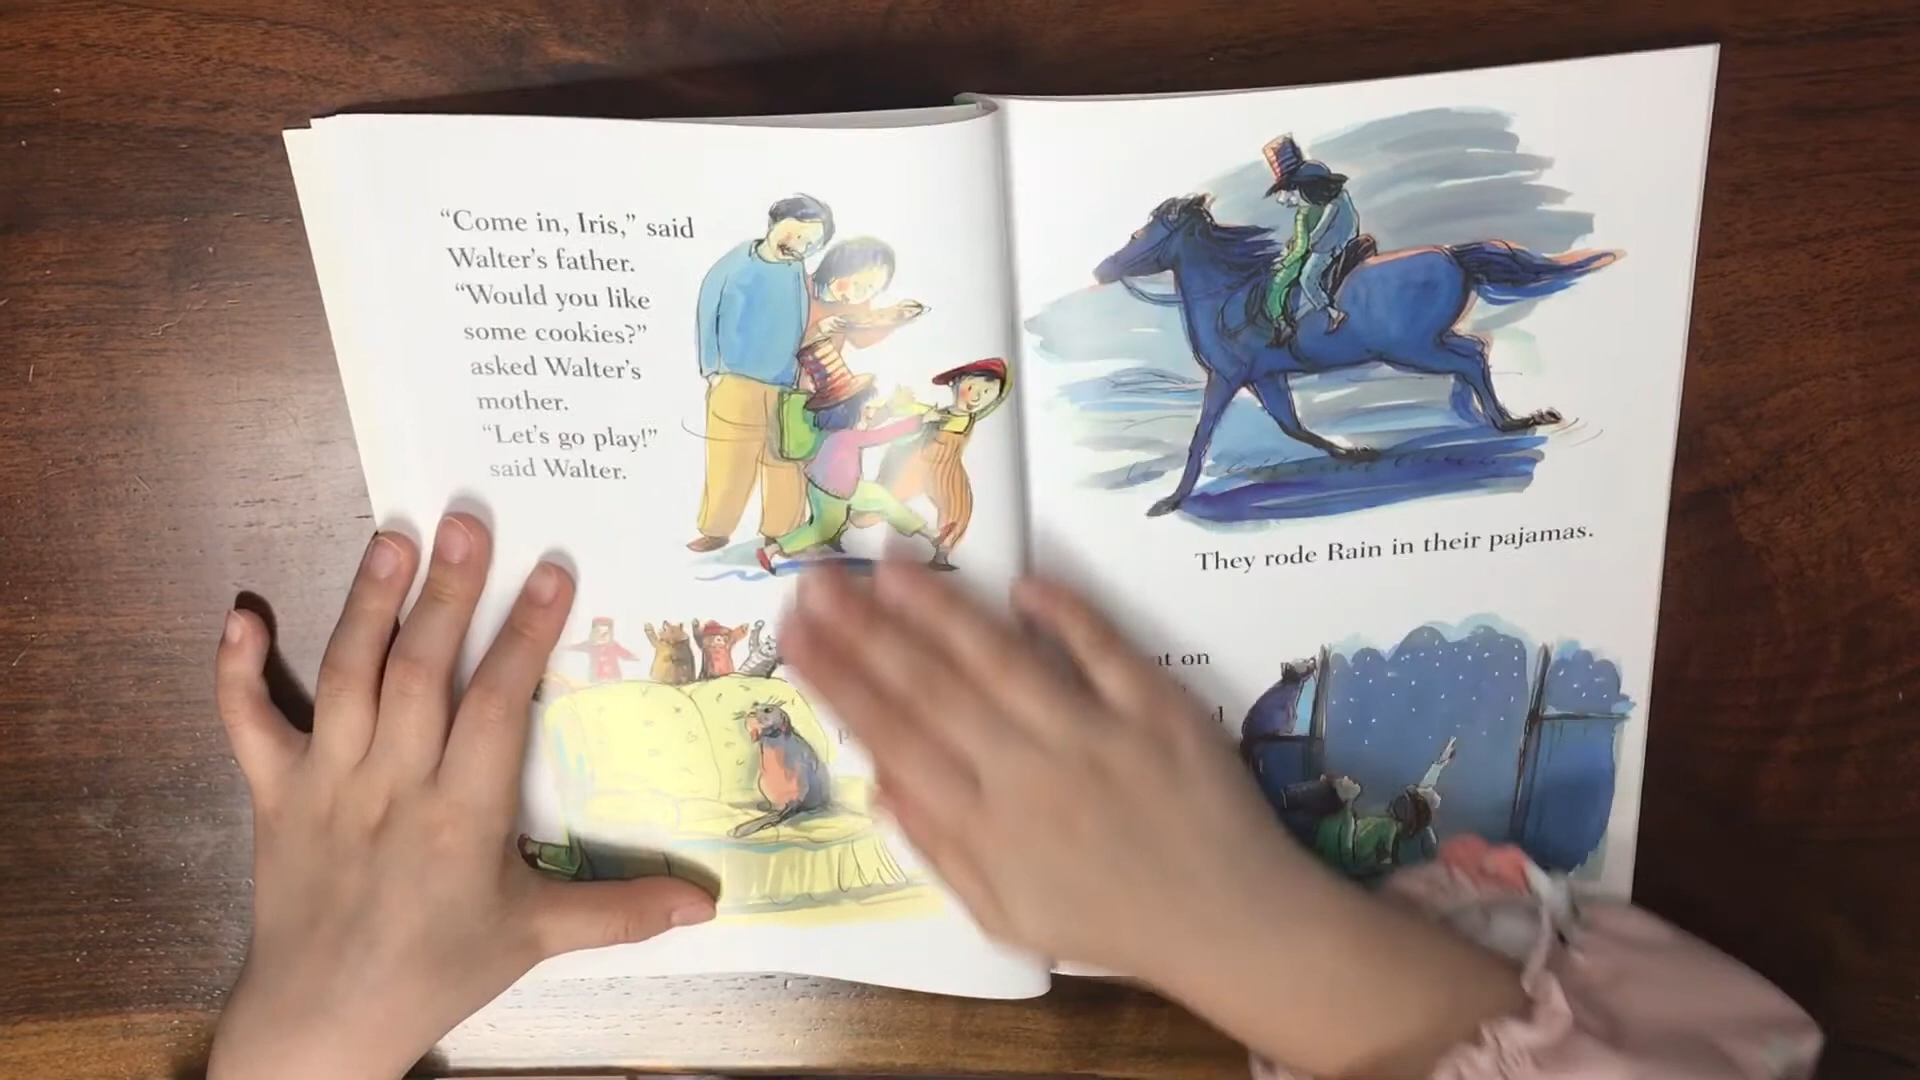 “Come in, Iris,” said
Walter’s father.
“Would you like
some cookies?”
asked Walter’s
mother.
“Let’s go play!”
said Walter.
They rode Rain in their pajamas.
on